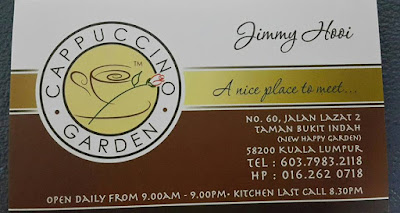 CAPPUCCINO
GARDEN
TM
Jimmy Hooi
A nice place to meet...
NO. 60, JALAN LAZAT 2
TAMAN BUKIT INDAH
(NEW HAPPY GARDEN)
58200 KUALA LUMPUR
TEL : 603.7983.2118
HP : 016.262 0718
OPEN DAILY FROM 9.00AM - 9.00PM• KITCHEN LAST CALL 8.30PM